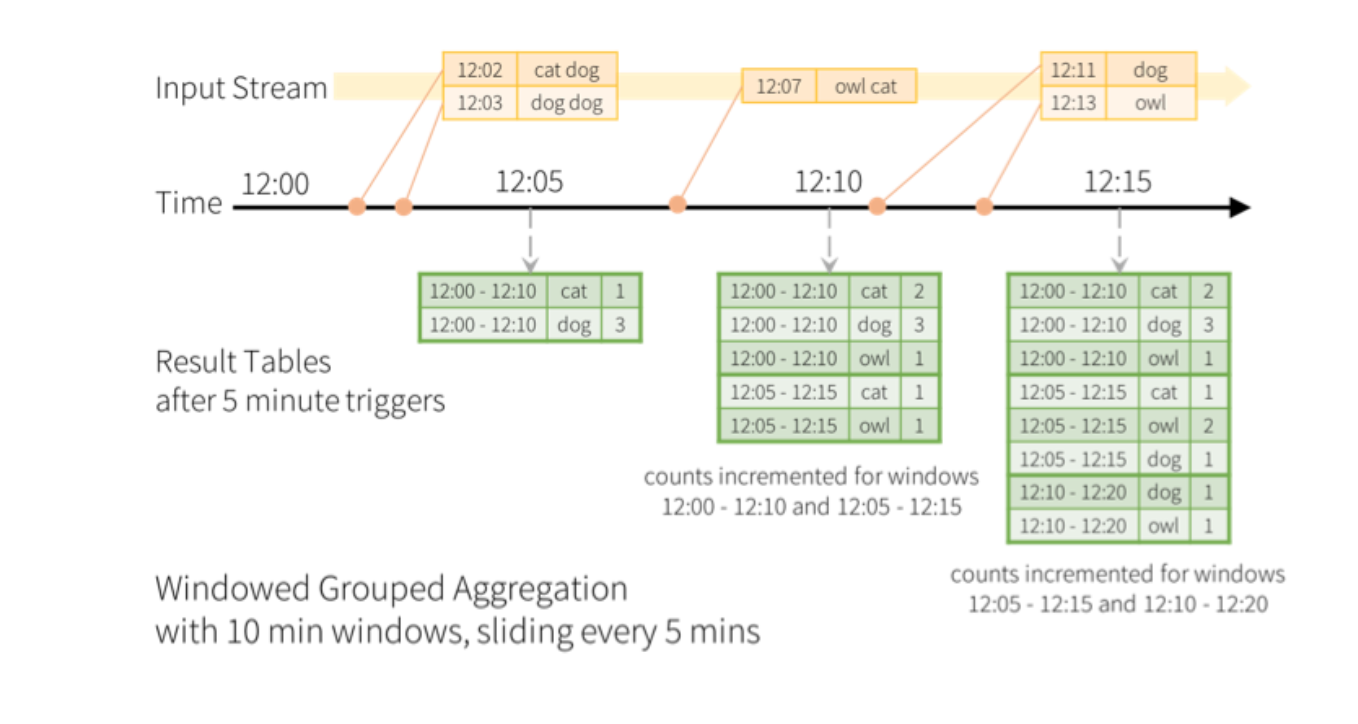 Input Stream
12:02 cat dog
12:03 dog dog
12:07 owl cat
12:11 dog
12:13 owl
Time
12:00
12:05
12:10
12:15
12:00 - 12:10 cat 1
12:00 - 12:10 dog 3
12:00 - 12:10 cat 2
12:00 - 12:10 dog 3
12:00 - 12:10 owl 1
12:05 - 12:15 cat 1
12:05 - 12:15 owl 1
12:00 - 12:10 cat 2
12:00 - 12:10 dog 3
12:00 - 12:10 owl 1
12:05 - 12:15 cat 1
12:05 - 12:15 owl 2
12:05 - 12:15 dog 1
12:10 - 12:20 dog 1
12:10 - 12:20 owl 1
Result Tables
after 5 minute triggers
counts incremented for windows
12:00 - 12:10 and 12:05 - 12:15
counts incremented for windows
12:05 - 12:15 and 12:10 - 12:20
Windowed Grouped Aggregation
with 10 min windows, sliding every 5 mins